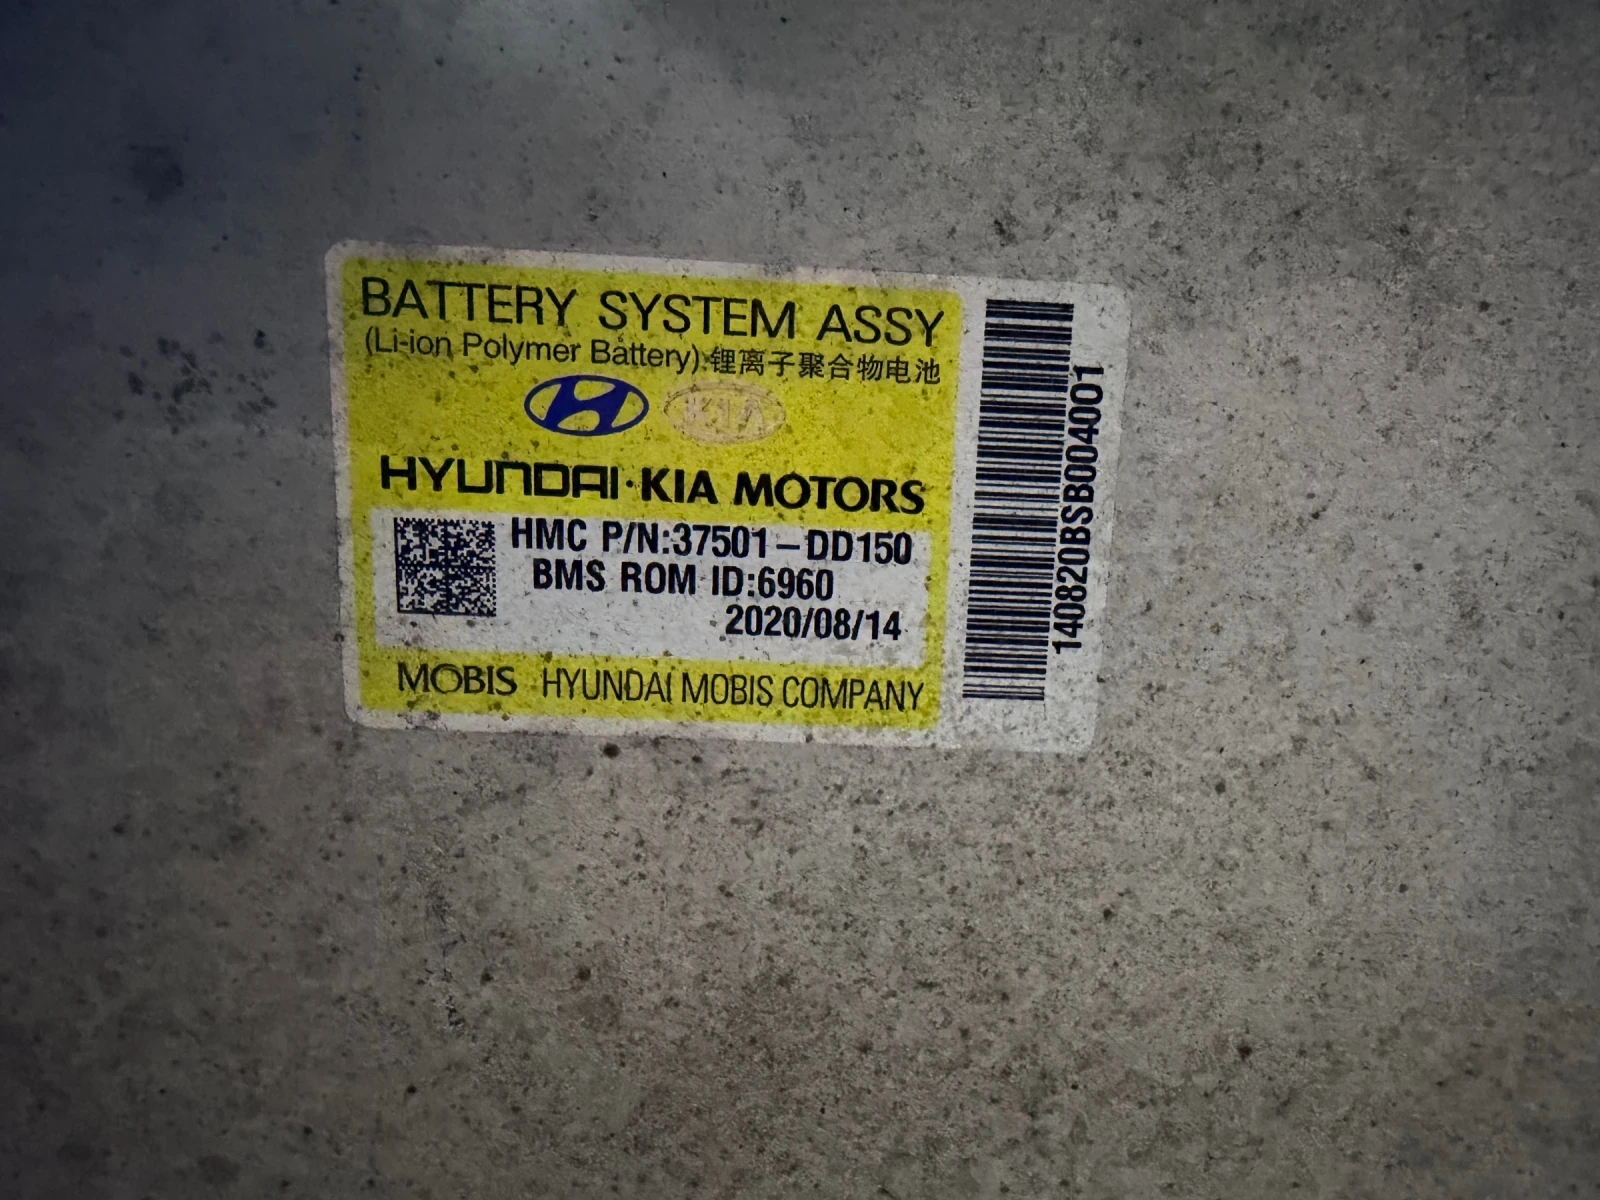 BATTERY SYSTEM ASSY
(Li-ion Polymer Battery):锂离子聚合物电池
KIA
HYUNDAI·KIA MOTORS
HMC P/N:37501-DD150
BMS ROM ID:6960
2020/08/14
MOBIS HYUNDAI MOBIS COMPANY
140820BSB004001